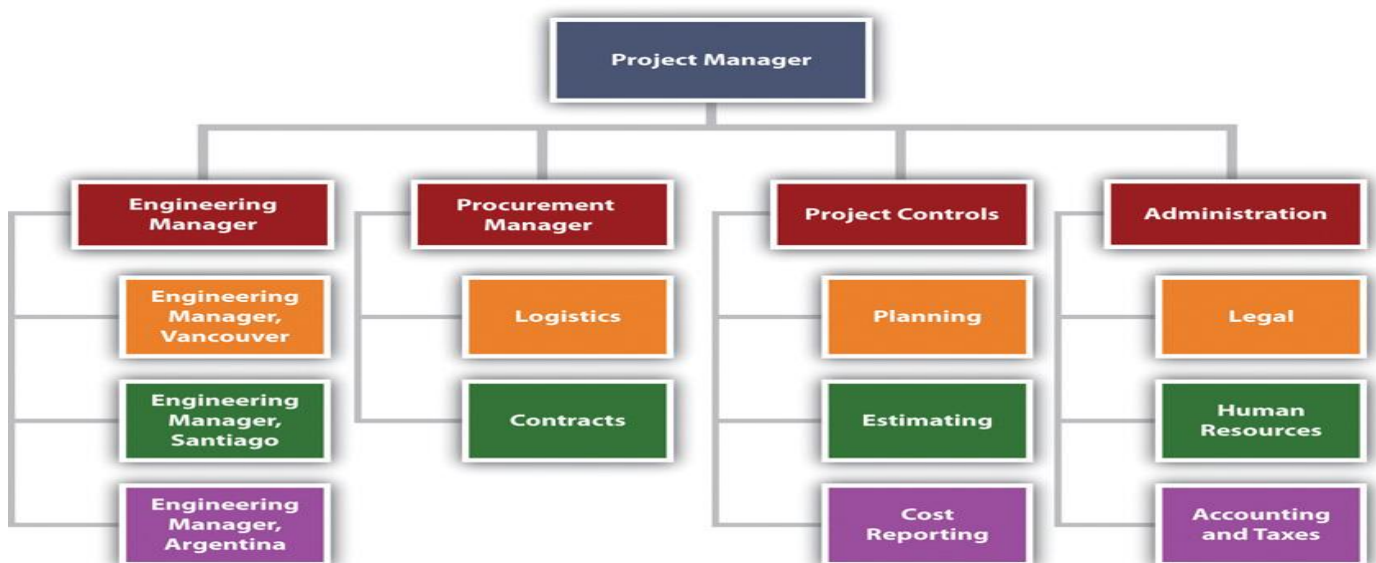 Project Manager
Engineering
Manager
Procurement
Manager
Project Controls
Administration
Engineering
Manager,
Vancouver
Logistics
Planning
Legal
Engineering
Manager,
Santiago
Contracts
Estimating
Human
Resources
Engineering
Manager,
Argentina
Cost
Reporting
Accounting
and Taxes